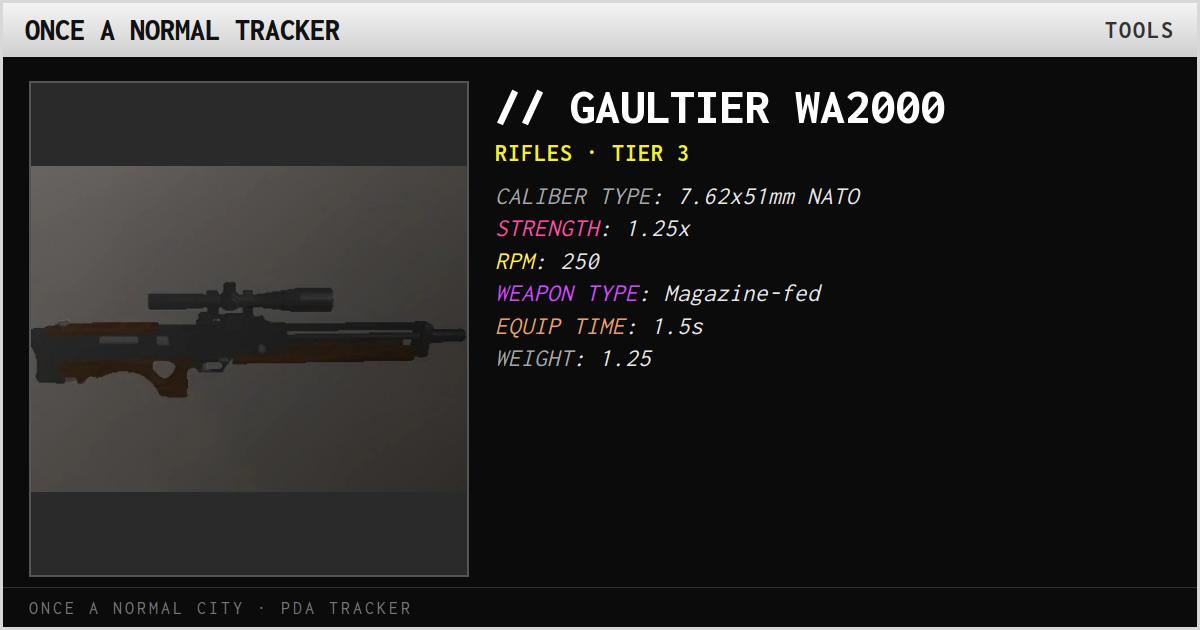 ONCE A NORMAL TRACKER
TOOLS
// GAULTIER WA2000
RIFLES · TIER 3
CALIBER TYPE: 7.62x51mm NATO
STRENGTH: 1.25x
RPM: 250
WEAPON TYPE: Magazine-fed
EQUIP TIME: 1.5s
WEIGHT: 1.25
ONCE A NORMAL CITY · PDA TRACKER